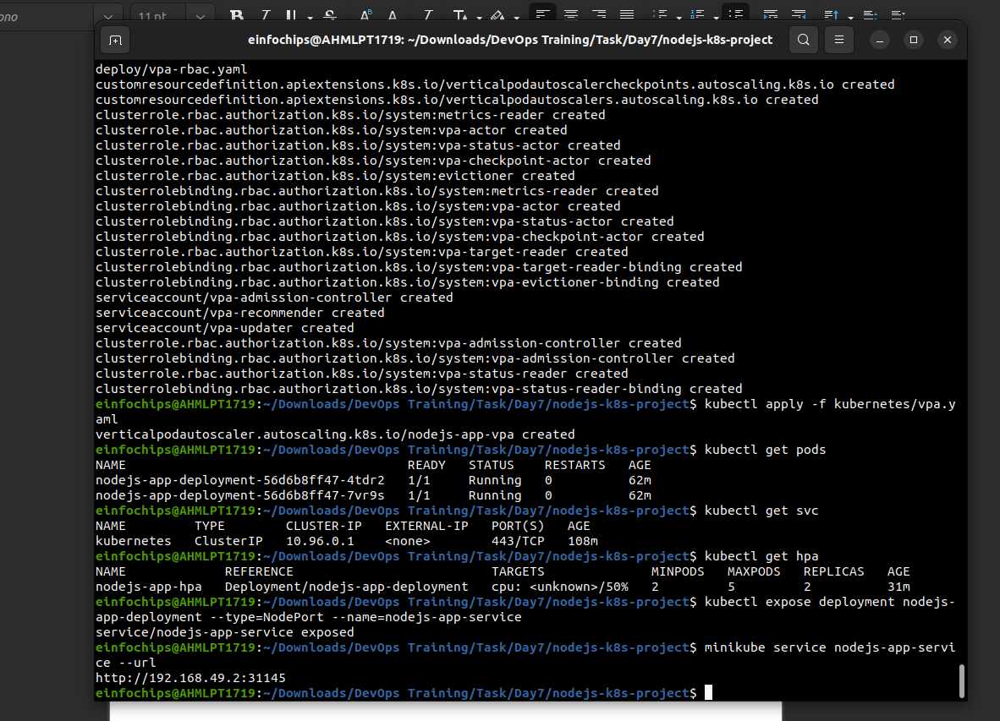 ono
11 pt
einfochips@AHMLPT1719: ~/Downloads/DevOps Training/Task/Day7/nodejs-k8s-project
deploy/vpa-rbac.yaml
customresourcedefinition.apiextensions.k8s.io/verticalpodautoscalercheckpoints.autoscaling.k8s.io created
customresourcedefinition.apiextensions.k8s.io/verticalpodautoscalers.autoscaling.k8s.io created
clusterrole.rbac.authorization.k8s.io/system:metrics-reader created
clusterrole.rbac.authorization.k8s.io/system:vpa-actor created
clusterrole.rbac.authorization.k8s.io/system:vpa-status-actor created
clusterrole.rbac.authorization.k8s.io/system:vpa-checkpoint-actor created
clusterrole.rbac.authorization.k8s.io/system:evictioner created
clusterrolebinding.rbac.authorization.k8s.io/system:metrics-reader created
clusterrolebinding.rbac.authorization.k8s.io/system:vpa-actor created
clusterrolebinding.rbac.authorization.k8s.io/system:vpa-status-actor created
clusterrolebinding.rbac.authorization.k8s.io/system:vpa-checkpoint-actor created
clusterrole.rbac.authorization.k8s.io/system:vpa-target-reader created
clusterrolebinding.rbac.authorization.k8s.io/system:vpa-target-reader-binding created
clusterrolebinding.rbac.authorization.k8s.io/system:vpa-evictioner-binding created
serviceaccount/vpa-admission-controller created
serviceaccount/vpa-recommender created
serviceaccount/vpa-updater created
clusterrole.rbac.authorization.k8s.io/system:vpa-admission-controller created
clusterrolebinding.rbac.authorization.k8s.io/system:vpa-admission-controller created
clusterrole.rbac.authorization.k8s.io/system:vpa-status-reader created
clusterrolebinding.rbac.authorization.k8s.io/system:vpa-status-reader-binding created
einfochips@AHMLPT1719:~/Downloads/DevOps Training/Task/Day7/nodejs-k8s-project$ kubectl apply -f kubernetes/vpa.y
aml
verticalpodautoscaler.autoscaling.k8s.io/nodejs-app-vpa created
einfochips@AHMLPT1719:~/Downloads/DevOps Training/Task/Day7/nodejs-k8s-project$ kubectl get pods
NAME READY STATUS RESTARTS AGE
nodejs-app-deployment-56d6b8ff47-4tdr2 1/1 Running 0 62m
nodejs-app-deployment-56d6b8ff47-7vr9s 1/1 Running 0 62m
einfochips@AHMLPT1719:~/Downloads/DevOps Training/Task/Day7/nodejs-k8s-project$ kubectl get svc
NAME TYPE CLUSTER-IP EXTERNAL-IP PORT(S) AGE
kubernetes ClusterIP 10.96.0.1 <none> 443/TCP 108m
einfochips@AHMLPT1719:~/Downloads/DevOps Training/Task/Day7/nodejs-k8s-project$ kubectl get hpa
NAME REFERENCE TARGETS MINPODS MAXPODS REPLICAS AGE
nodejs-app-hpa Deployment/nodejs-app-deployment cpu: <unknown>/50% 2 5 2 31m
einfochips@AHMLPT1719:~/Downloads/DevOps Training/Task/Day7/nodejs-k8s-project$ kubectl expose deployment nodejs-
app-deployment --type=NodePort --name=nodejs-app-service
service/nodejs-app-service exposed
einfochips@AHMLPT1719:~/Downloads/DevOps Training/Task/Day7/nodejs-k8s-project$ minikube service nodejs-app-servi
ce --url
http://192.168.49.2:31145
einfochips@AHMLPT1719:~/Downloads/DevOps Training/Task/Day7/nodejs-k8s-project$